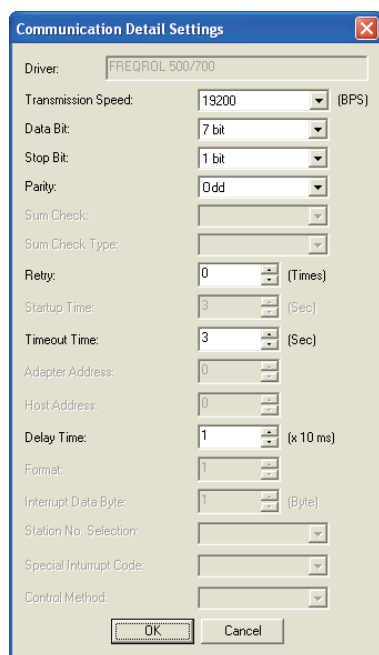 Communication Detail Settings
Driver: FREQROL 500/700
Transmission Speed: 19200 (BPS)
Data Bit: 7 bit
Stop Bit: 1 bit
Parity: Odd
Sum Check:
Sum Check Type:
Retry: 0 (Times)
Startup Time: 3 (Sec)
Timeout Time: 3 (Sec)
Adapter Address: 0
Host Address: 0
Delay Time: 1 (x 10 ms)
Format: 1
Interrupt Data Byte: 1 (Byte)
Station No. Selection:
Special Inturrupt Code:
Control Method:
OK Cancel